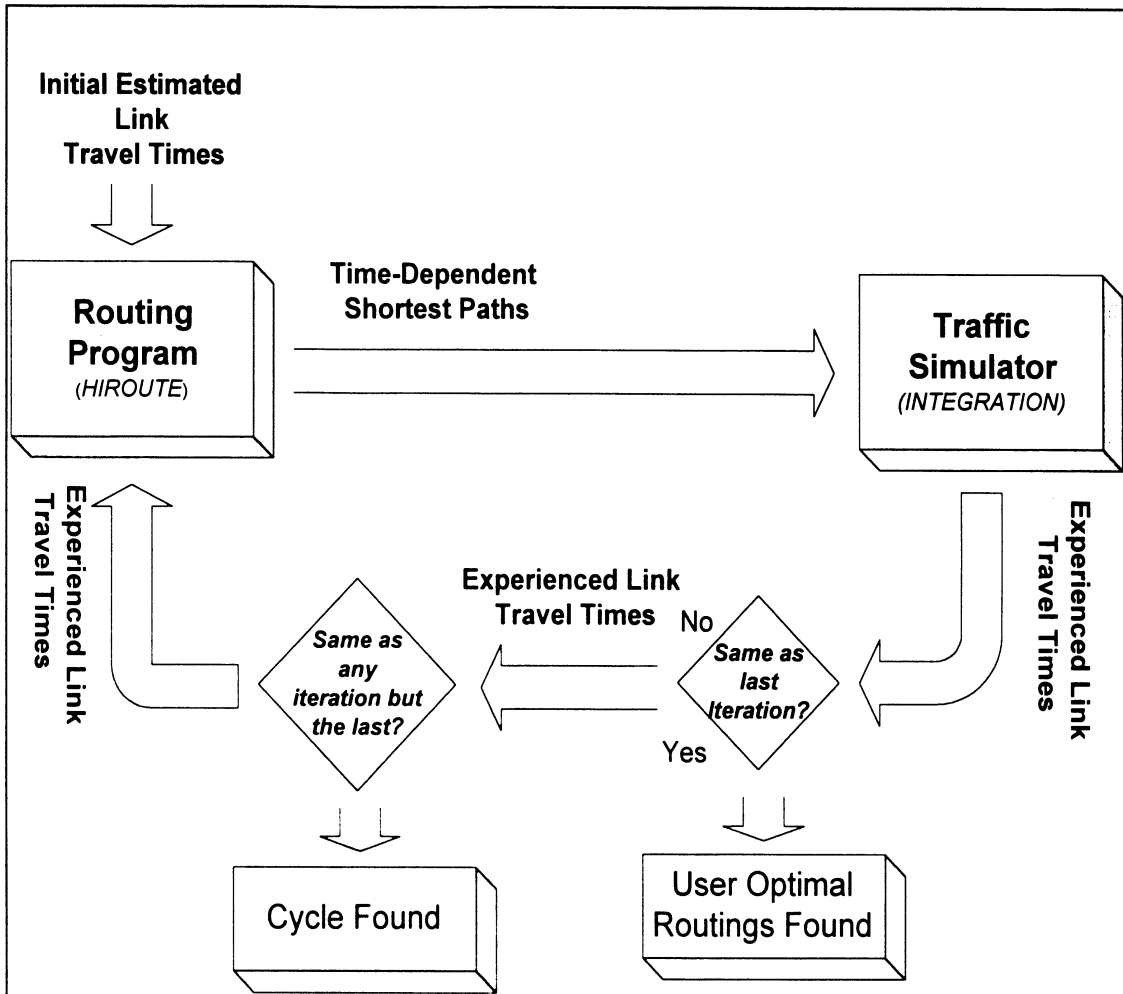 Initial Estimated
Link
Travel Times
Routing
Program
(HIROUTE)
Time-Dependent
Shortest Paths
Traffic
Simulator
(INTEGRATION)
Experienced Link
Travel Times
Experienced Link
Travel Times
No
Same as
last
Iteration?
Yes
Experienced Link
Travel Times
Same as
any
iteration but
the last?
Cycle Found
User Optimal
Routings Found